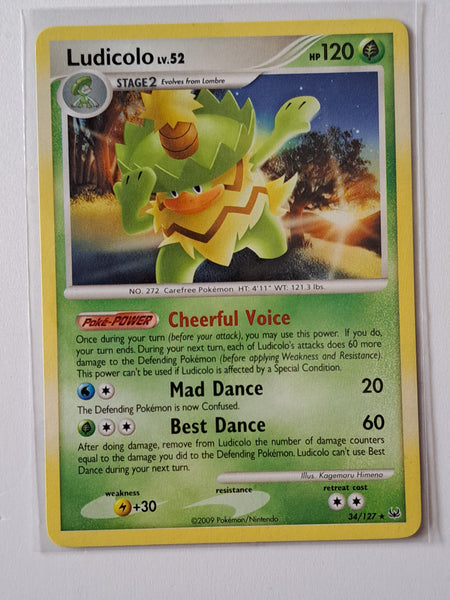 Ludicolo LV.52 HP 120
STAGE 2 Evolves from Lombre
NO. 272 Carefree Pokémon HT: 4'11" WT: 121.3 lbs.
Poké-POWER Cheerful Voice
Once during your turn (before your attack), you may use this power. If you do,
your turn ends. During your next turn, each of Ludicolo's attacks does 60 more
damage to the Defending Pokémon (before applying Weakness and Resistance).
This power can't be used if Ludicolo is affected by a Special Condition.
Mad Dance 20
The Defending Pokémon is now Confused.
Best Dance 60
After doing damage, remove from Ludicolo the number of damage counters
equal to the damage you did to the Defending Pokémon. Ludicolo can't use Best
Dance during your next turn.
Illus. Kagemaru Himeno
weakness resistance retreat cost
+30
©2009 Pokémon/Nintendo 34/127 ★